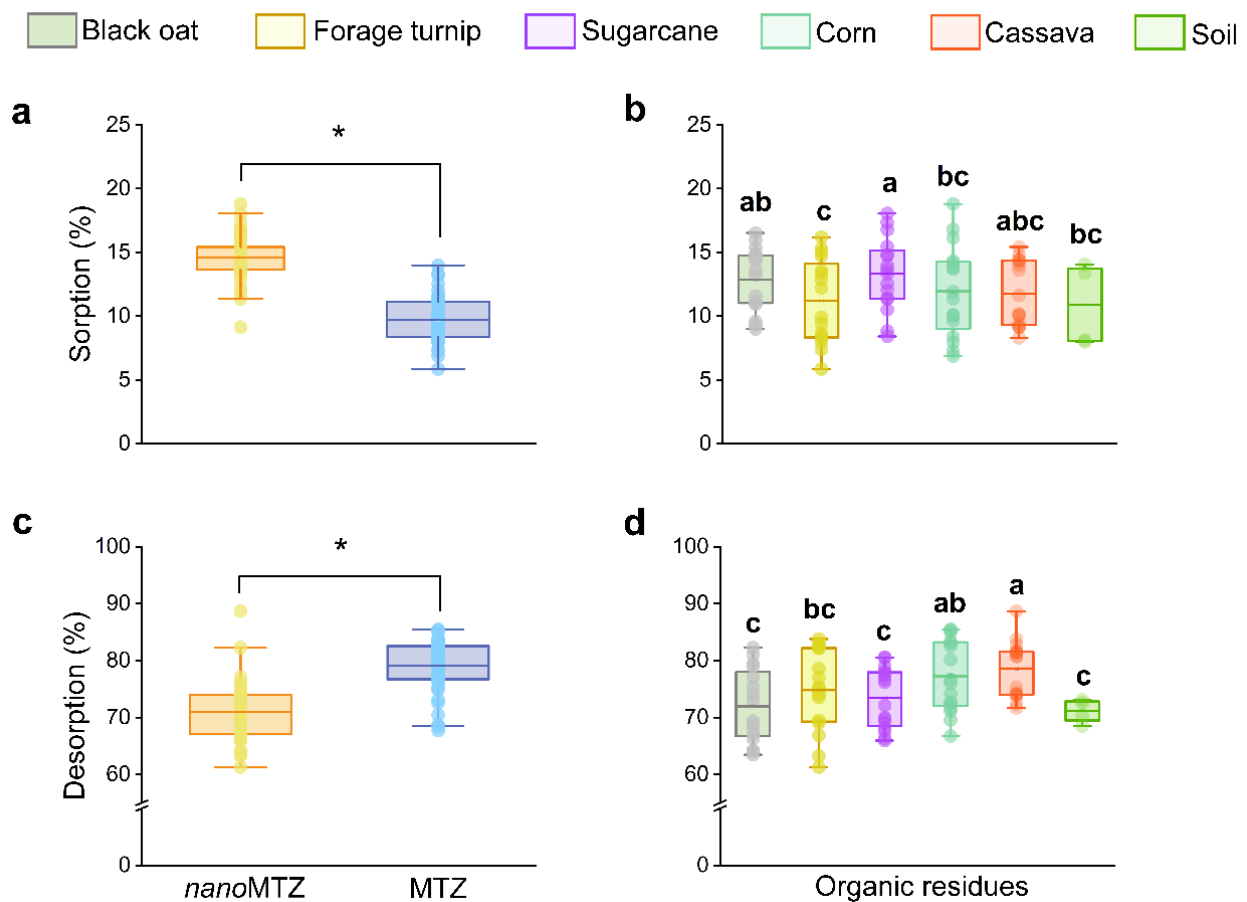 Black oat Forage turnip Sugarcane Corn Cassava Soil
a
25
20
15
10
5
0
Sorption (%)
*
b
25
20
15
10
5
0
ab c a bc abc bc
c
100
90
80
70
60
0
Desorption (%)
*
nanoMTZ MTZ
d
100
90
80
70
60
0
c bc c ab a c
Organic residues